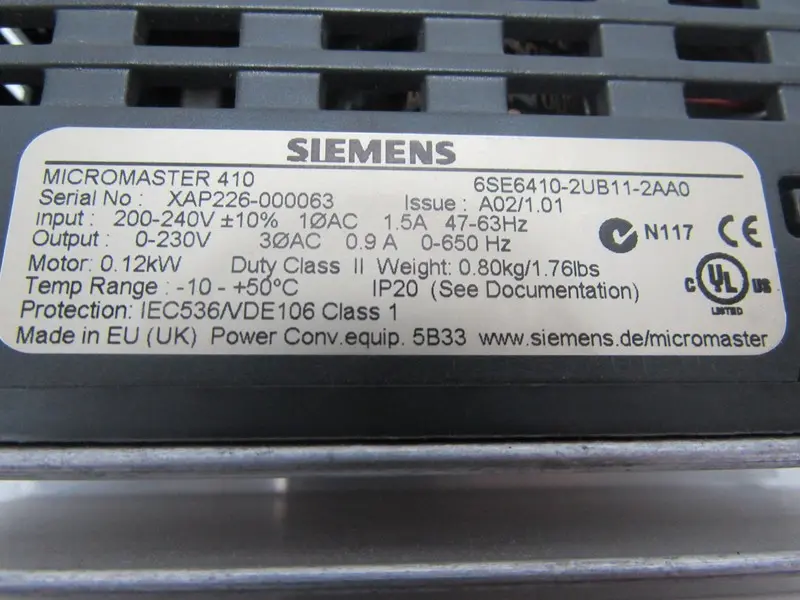 SIEMENS
MICROMASTER 410 6SE6410-2UB11-2AA0
Serial No : XAP226-000063 Issue : A02/1.01
Input : 200-240V ±10% 1ØAC 1.5A 47-63Hz
Output : 0-230V 3ØAC 0.9 A 0-650 Hz
N117 CE
Motor: 0.12kW Duty Class II Weight: 0.80kg/1.76lbs
C UL US
LISTED
Temp Range : -10 - +50°C IP20 (See Documentation)
Protection: IEC536/VDE106 Class 1
Made in EU (UK) Power Conv.equip. 5B33 www.siemens.de/micromaster